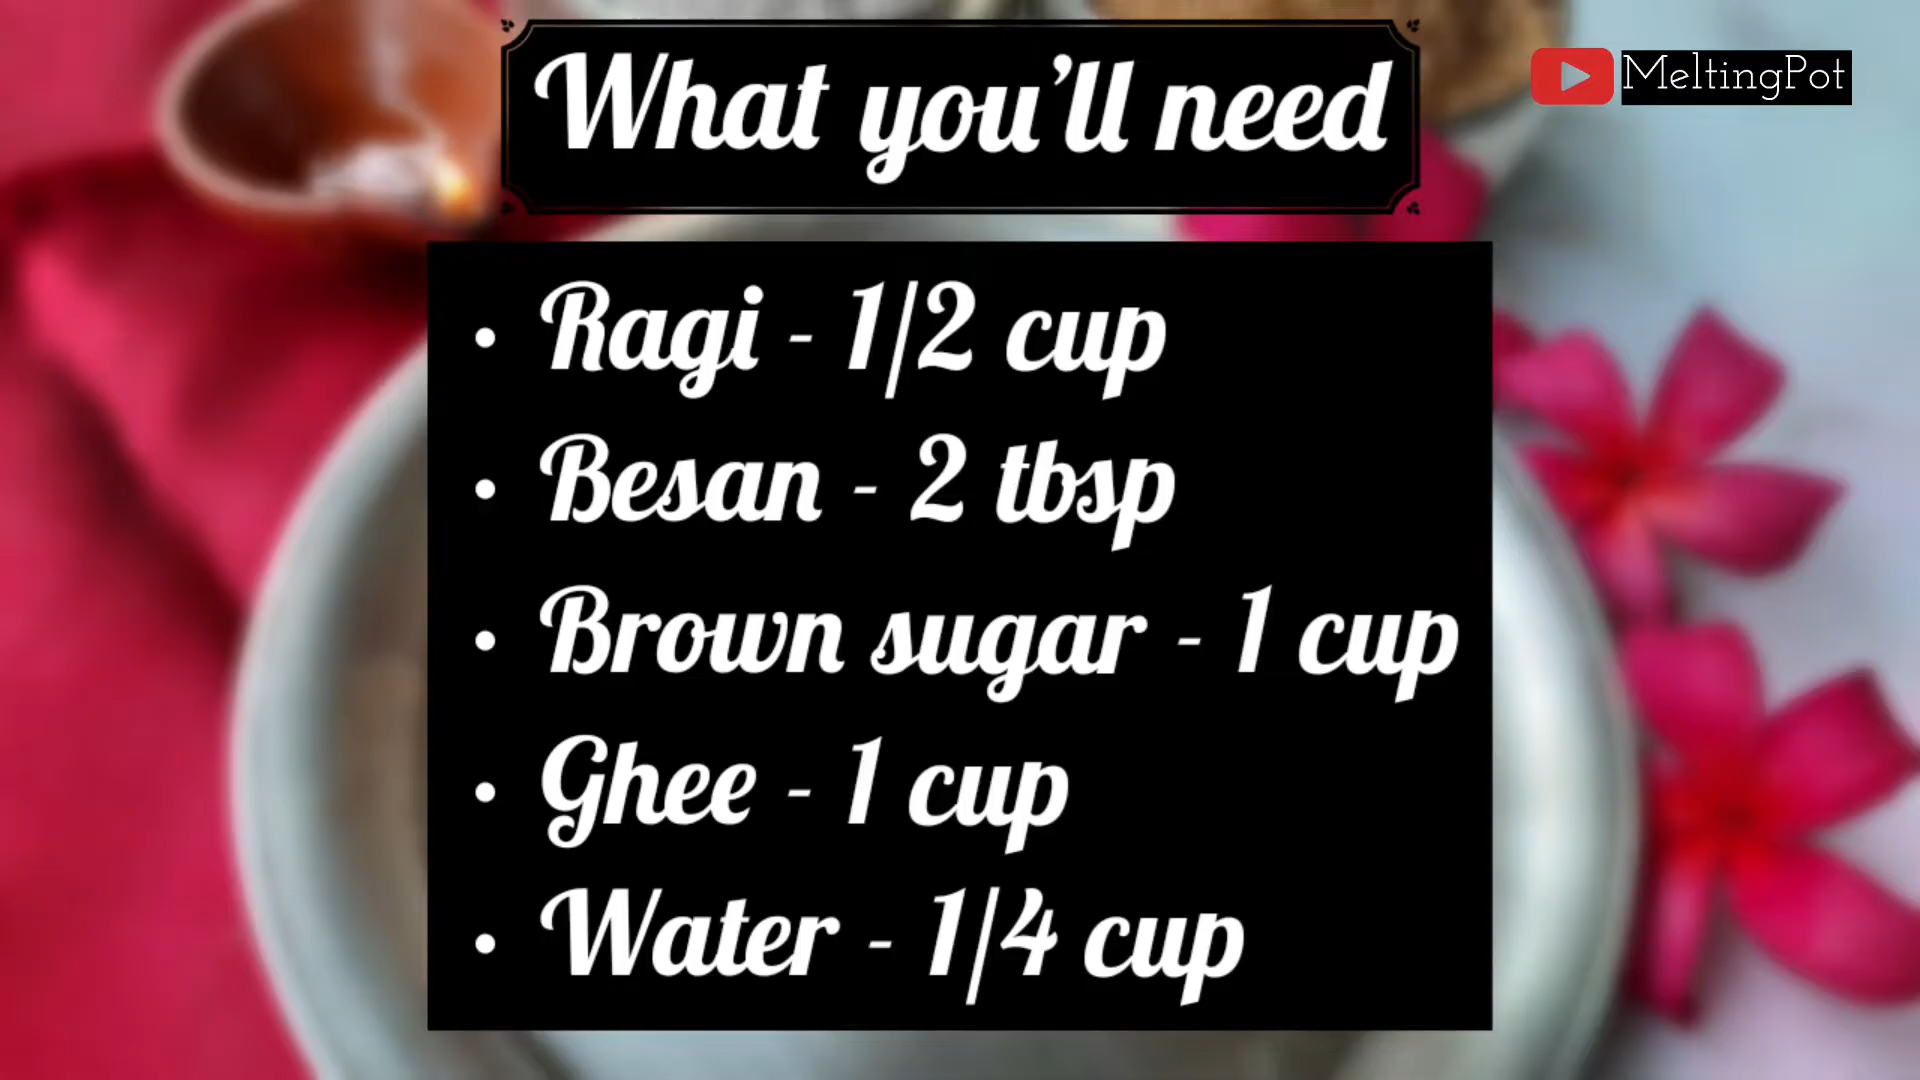 What you'll need
MeltingPot
• Ragi - 1/2 cup
• Besan - 2 tbsp
• Brown sugar - 1 cup
• Ghee - 1 cup
• Water - 1/4 cup